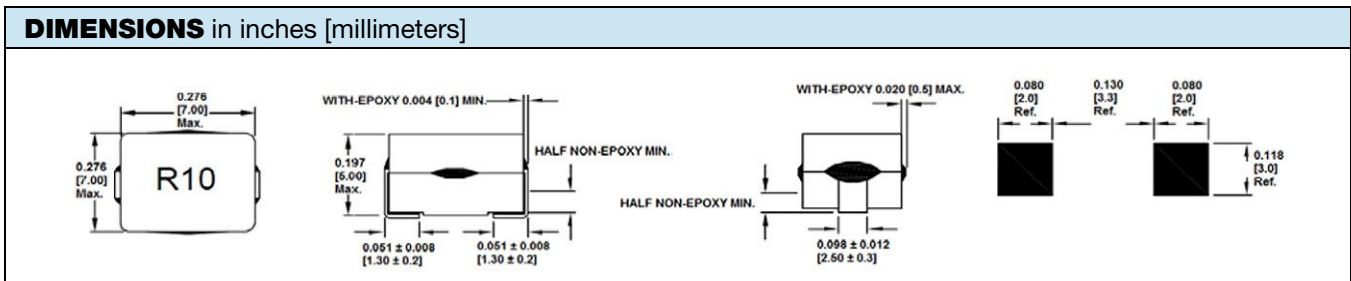 DIMENSIONS in inches [millimeters]
0.276
[7.00]
Max.
0.276
[7.00]
Max.
R10
WITH-EPOXY 0.004 [0.1] MIN.
0.197
[5.00]
Max.
HALF NON-EPOXY MIN.
0.051 ± 0.008
[1.30 ± 0.2]
0.051 ± 0.008
[1.30 ± 0.2]
WITH-EPOXY 0.020 [0.5] MAX.
HALF NON-EPOXY MIN.
0.098 ± 0.012
[2.50 ± 0.3]
0.080
[2.0]
Ref.
0.130
[3.3]
Ref.
0.080
[2.0]
Ref.
0.118
[3.0]
Ref.